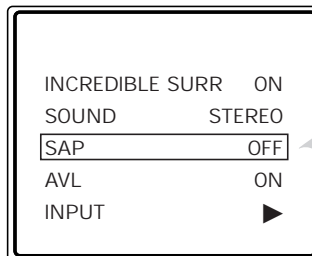 INCREDIBLE SURR ON
SOUND STEREO
SAP OFF
AVL ON
INPUT ▶